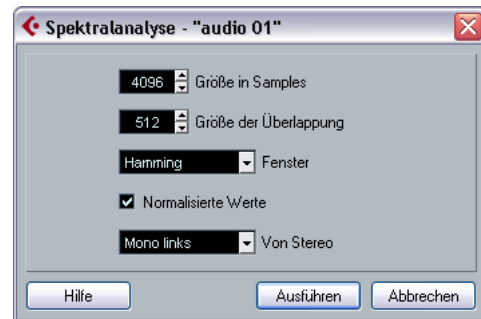 Spektralanalyse - "audio 01"
4096 Größe in Samples
512 Größe der Überlappung
Hamming Fenster
Normalisierte Werte
Mono links Von Stereo
Hilfe Ausführen Abbrechen